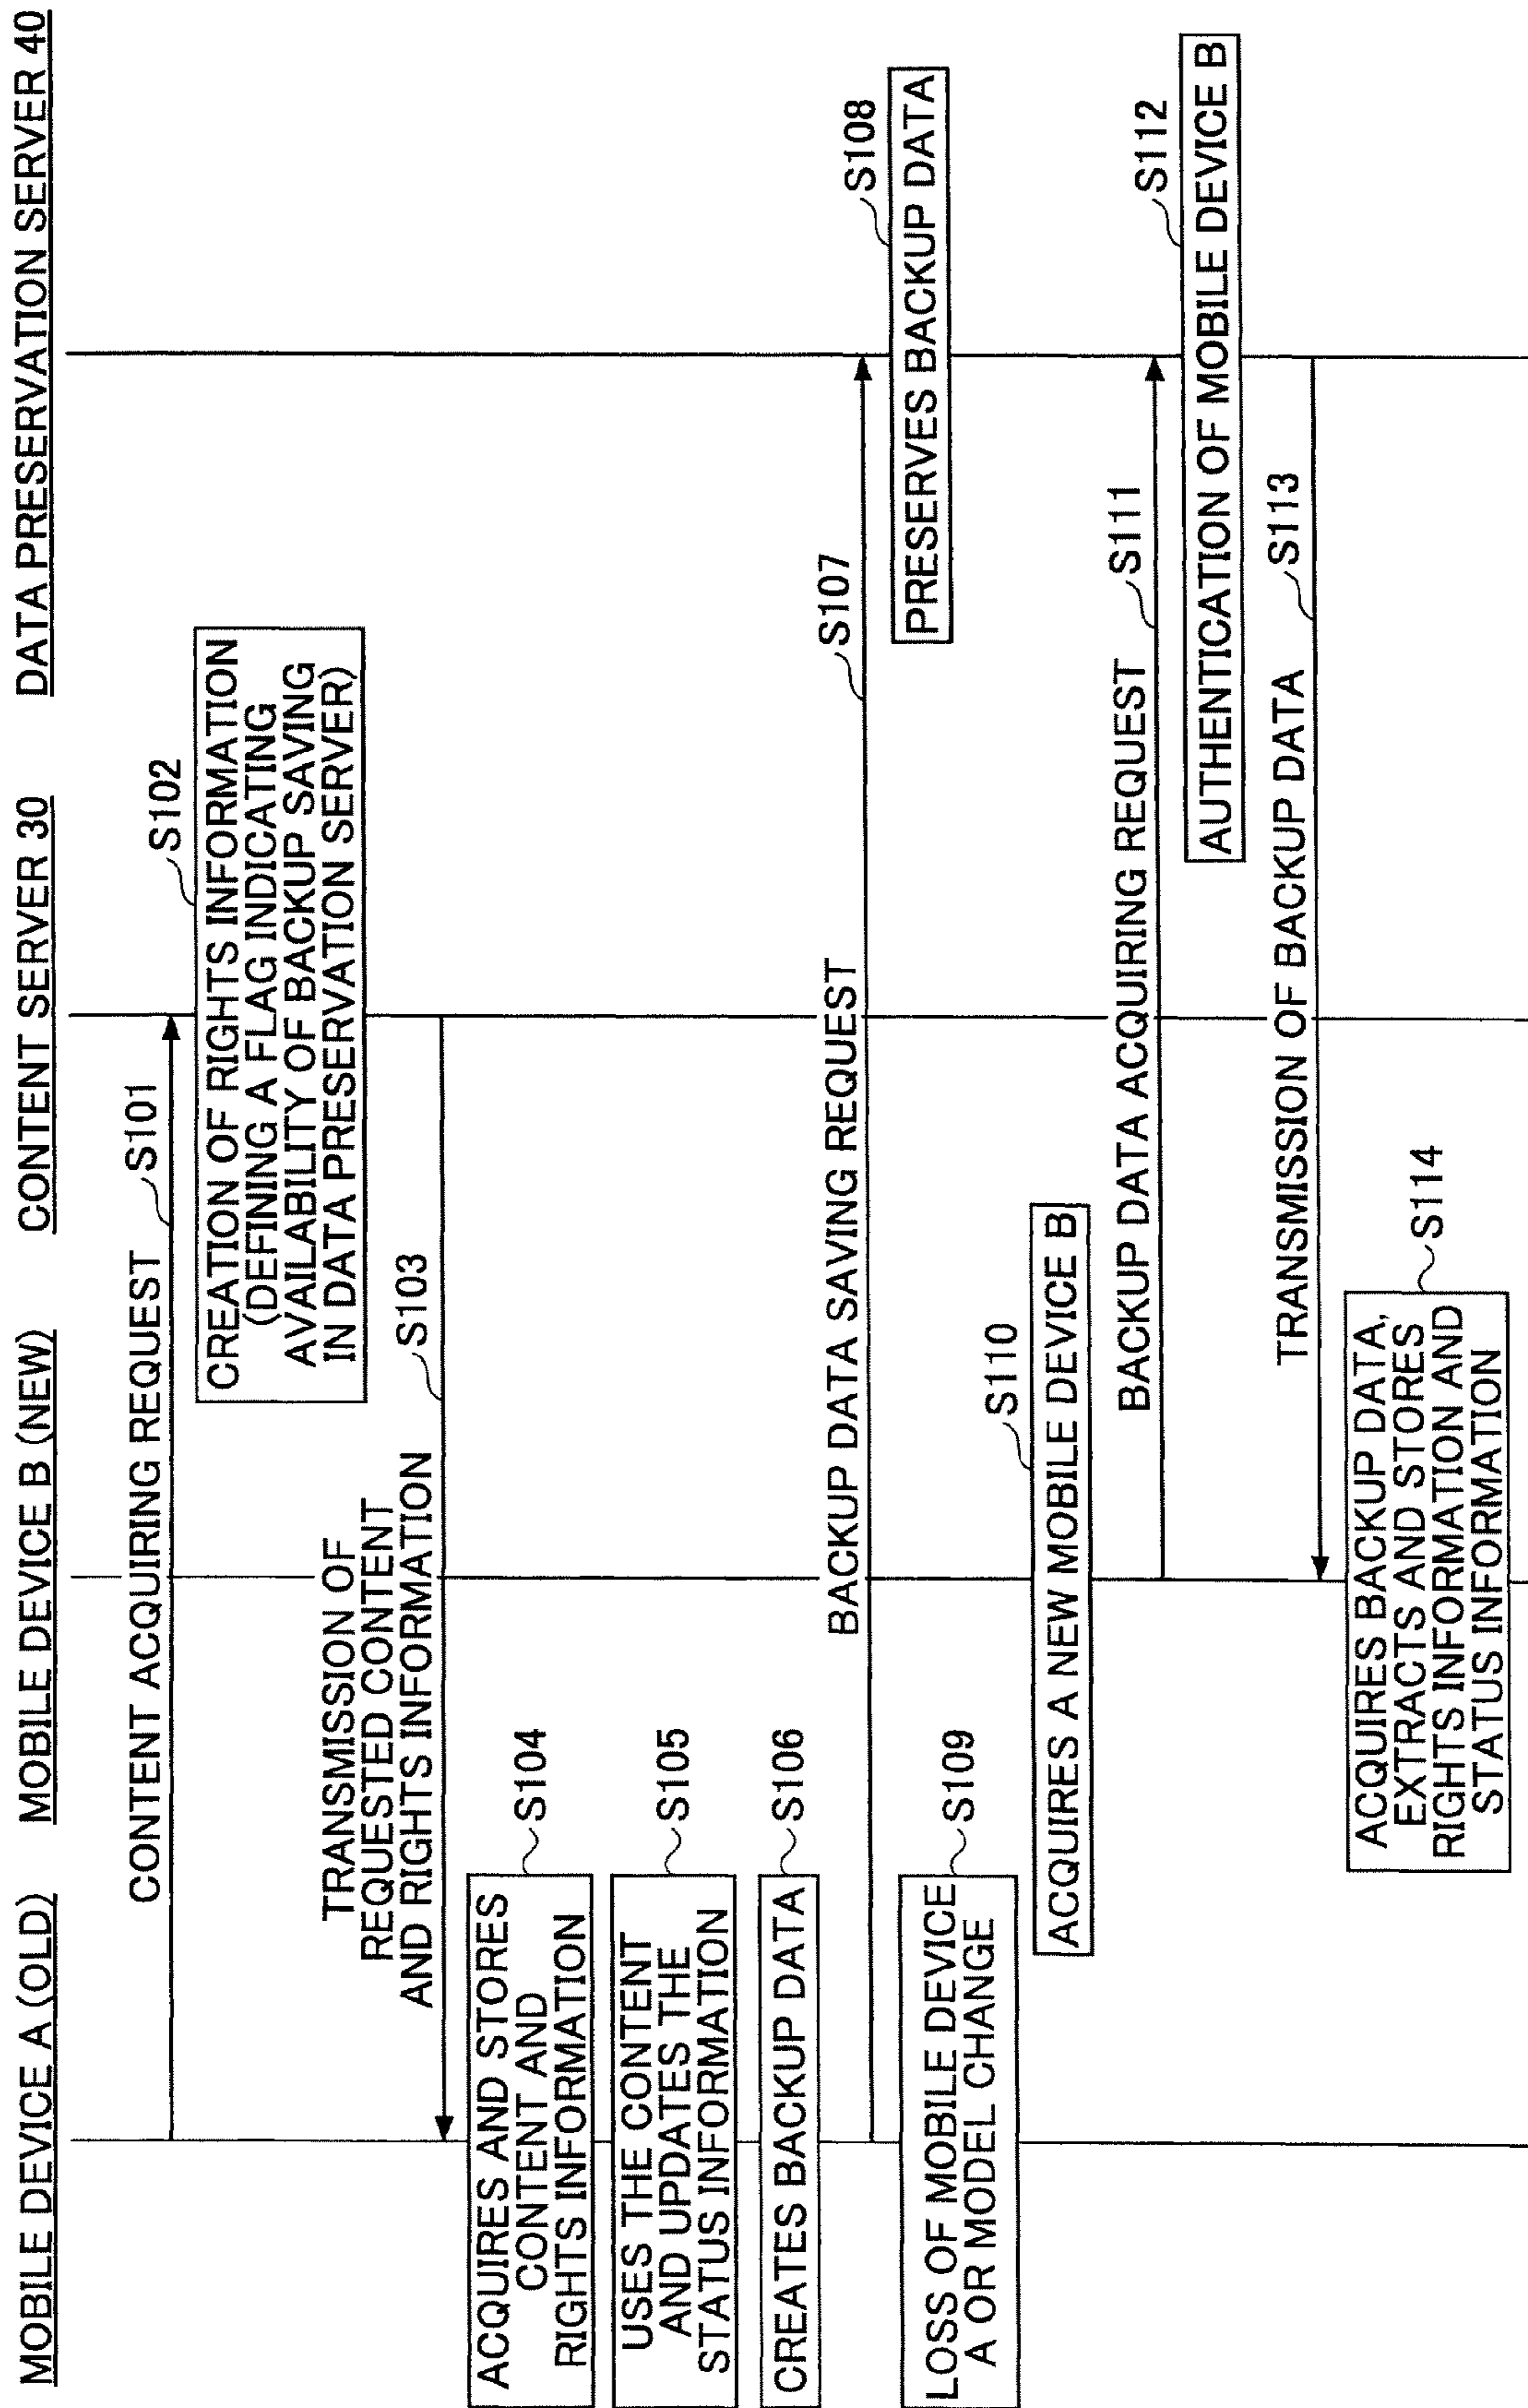 MOBILE DEVICE A (OLD)
MOBILE DEVICE B (NEW)
CONTENT SERVER 30
DATA PRESERVATION SERVER 40
CONTENT ACQUIRING REQUEST
S101
S102
CREATION OF RIGHTS INFORMATION
(DEFINING A FLAG INDICATING
AVAILABILITY OF BACKUP SAVING
IN DATA PRESERVATION SERVER)
TRANSMISSION OF
REQUESTED CONTENT
AND RIGHTS INFORMATION
S103
ACQUIRES AND STORES
CONTENT AND
RIGHTS INFORMATION
S104
USES THE CONTENT
AND UPDATES THE
STATUS INFORMATION
S105
CREATES BACKUP DATA
S106
BACKUP DATA SAVING REQUEST
S107
S108
PRESERVES BACKUP DATA
LOSS OF MOBILE DEVICE
A OR MODEL CHANGE
S109
S110
ACQUIRES A NEW MOBILE DEVICE B
BACKUP DATA ACQUIRING REQUEST
S111
S112
AUTHENTICATION OF MOBILE DEVICE B
TRANSMISSION OF BACKUP DATA
S113
ACQUIRES BACKUP DATA,
EXTRACTS AND STORES
RIGHTS INFORMATION AND
STATUS INFORMATION
S114